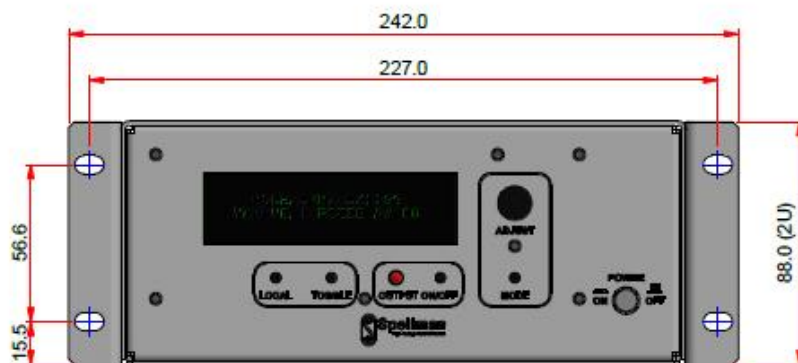 242.0
227.0
56.6
15.5
88.0 (2U)
ADJUST
LOCAL
TOGGLE
OUTPUT ON/OFF
MODE
POWER
ON
OFF
Spellman